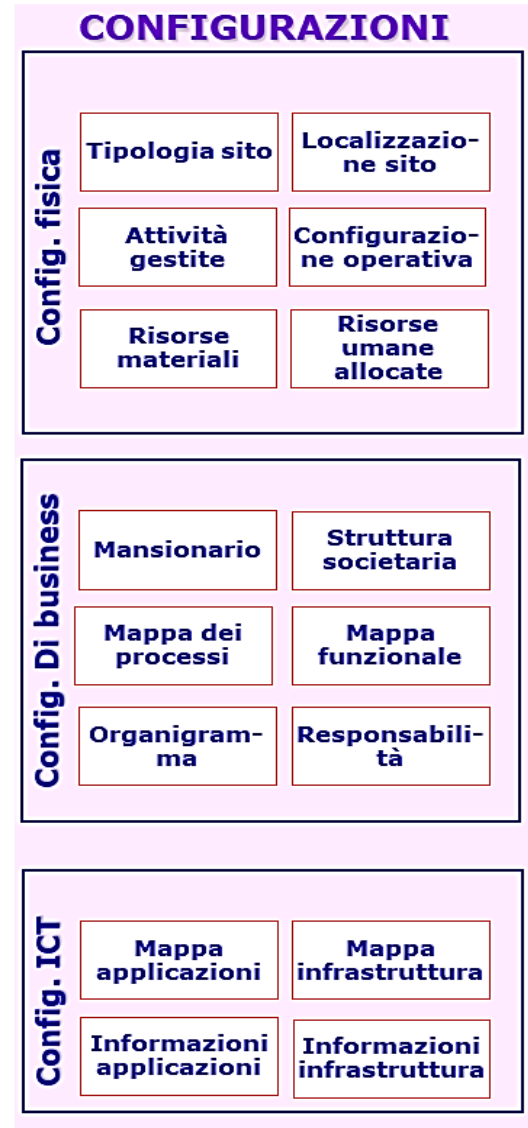 CONFIGURAZIONI
Config. fisica
Tipologia sito
Localizzazio-
ne sito
Attività
gestite
Configurazio-
ne operativa
Risorse
materiali
Risorse
umane
allocate
Config. Di business
Mansionario
Struttura
societaria
Mappa dei
processi
Mappa
funzionale
Organigram-
ma
Responsabili-
tà
Config. ICT
Mappa
applicazioni
Mappa
infrastruttura
Informazioni
applicazioni
Informazioni
infrastruttura